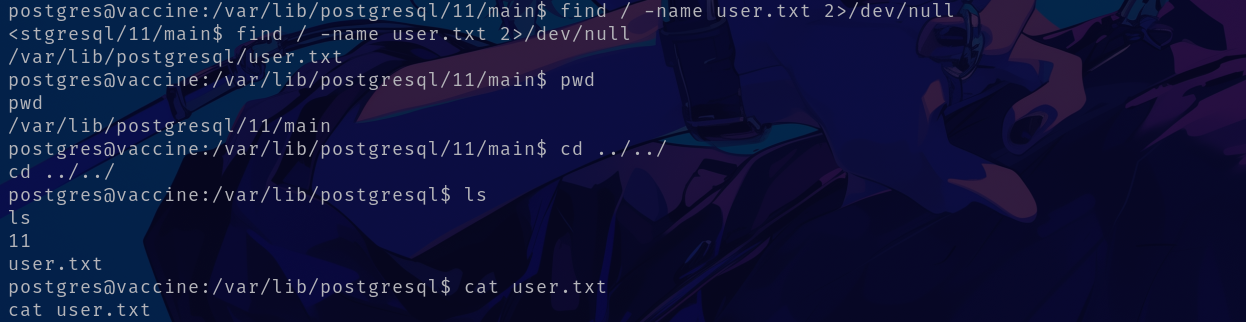 postgres@vaccine:/var/lib/postgresql/11/main$ find / -name user.txt 2>/dev/null
<stgresql/11/main$ find / -name user.txt 2>/dev/null
/var/lib/postgresql/user.txt
postgres@vaccine:/var/lib/postgresql/11/main$ pwd
pwd
/var/lib/postgresql/11/main
postgres@vaccine:/var/lib/postgresql/11/main$ cd ../../
cd ../../
postgres@vaccine:/var/lib/postgresql$ ls
ls
11
user.txt
postgres@vaccine:/var/lib/postgresql$ cat user.txt
cat user.txt